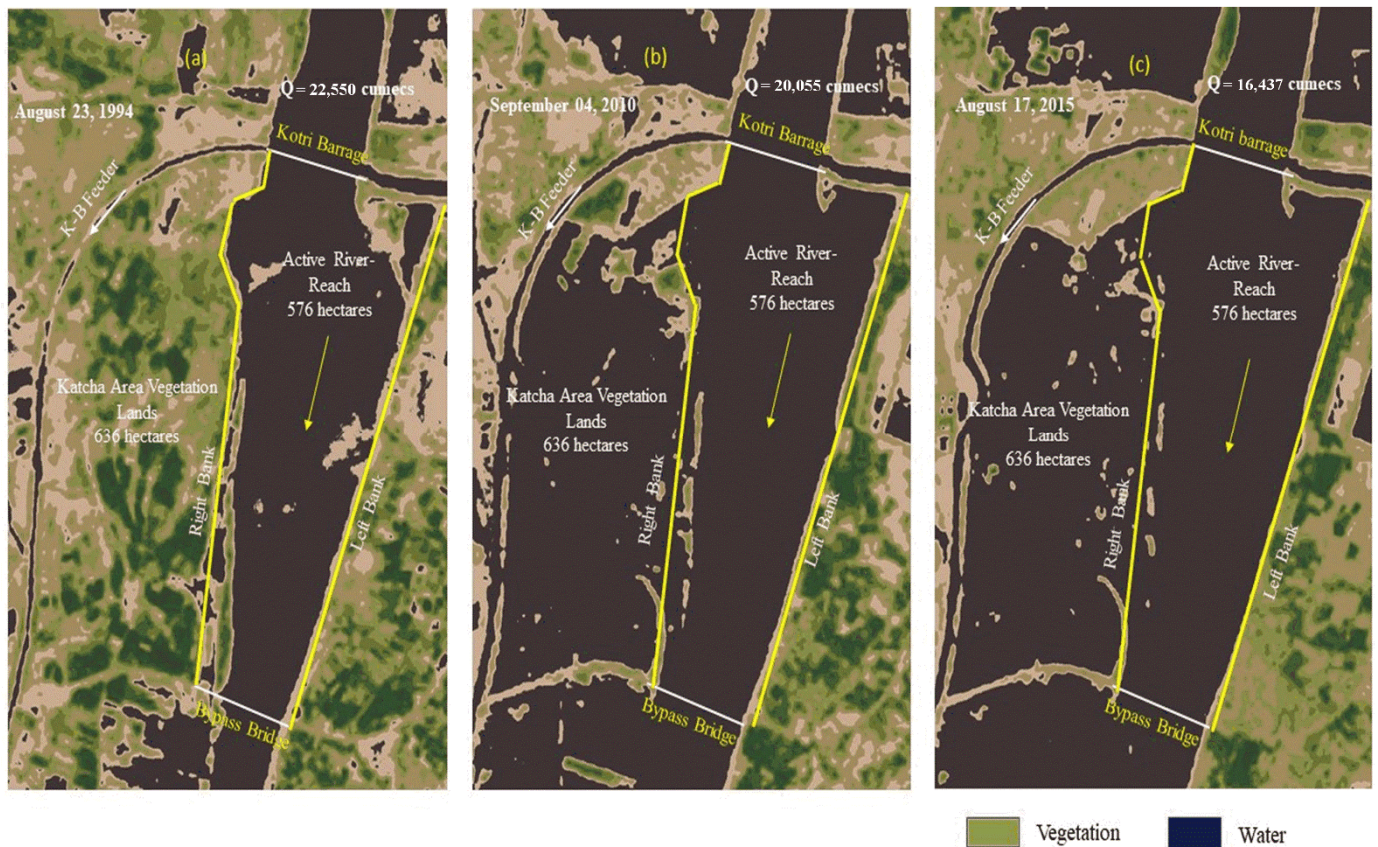 (a)
Q = 22,550 cumecs
August 23, 1994
Kotri Barrage
K-B Feeder
Active River-
Reach
576 hectares
Katcha Area Vegetation
Lands
636 hectares
Right Bank
Left Bank
Bypass Bridge
(b)
Q = 20,055 cumecs
September 04, 2010
Kotri Barrage
K-B Feeder
Active River-
Reach
576 hectares
Katcha Area Vegetation
Lands
636 hectares
Right Bank
Left Bank
Bypass Bridge
(c)
Q = 16,437 cumecs
August 17, 2015
Kotri barrage
K-B Feeder
Active River-
Reach
576 hectares
Katcha Area Vegetation
Lands
636 hectares
Right Bank
Left Bank
Bypass Bridge
Vegetation
Water